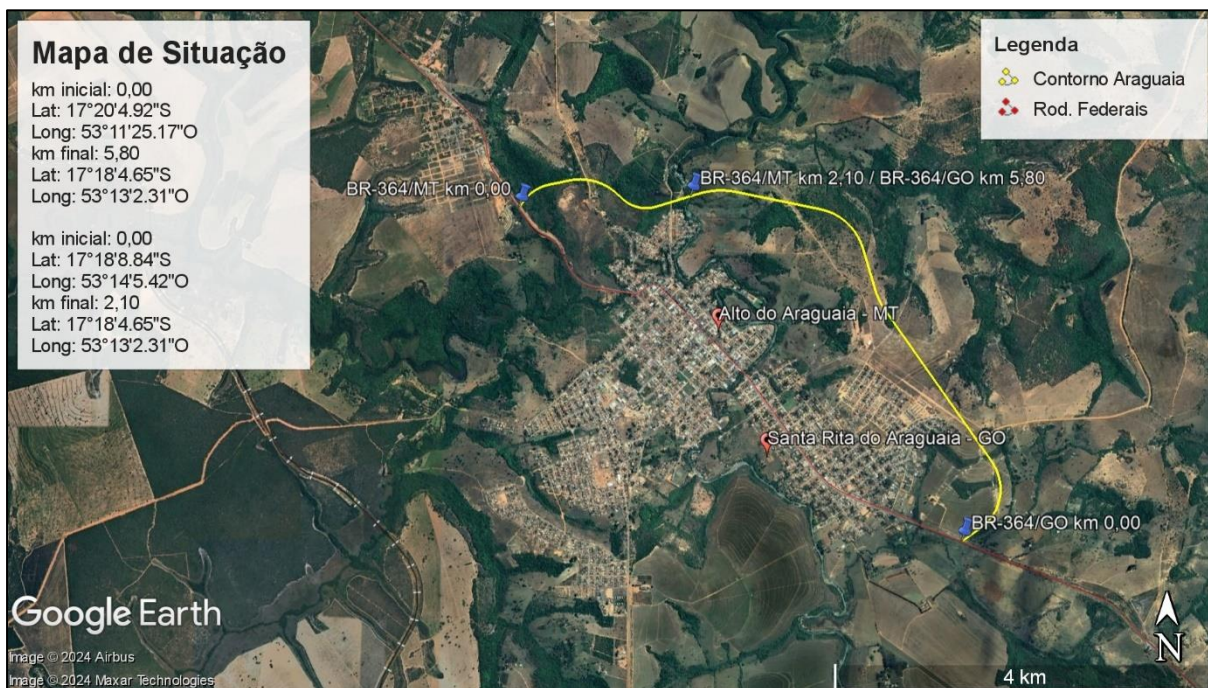 Mapa de Situação
km inicial: 0,00
Lat: 17°20'4.92"S
Long: 53°11'25.17"O
km final: 5,80
Lat: 17°18'4.65"S
Long: 53°13'2.31"O
km inicial: 0,00
Lat: 17°18'8.84"S
Long: 53°14'5.42"O
km final: 2,10
Lat: 17°18'4.65"S
Long: 53°13'2.31"O
Legenda
Contorno Araguaia
Rod. Federais
BR-364/MT km 0,00
BR-364/MT km 2,10 / BR-364/GO km 5,80
Alto do Araguaia - MT
Santa Rita do Araguaia - GO
BR-364/GO km 0,00
Google Earth
Image © 2024 Airbus
Image © 2024 Maxar Technologies
4 km
N